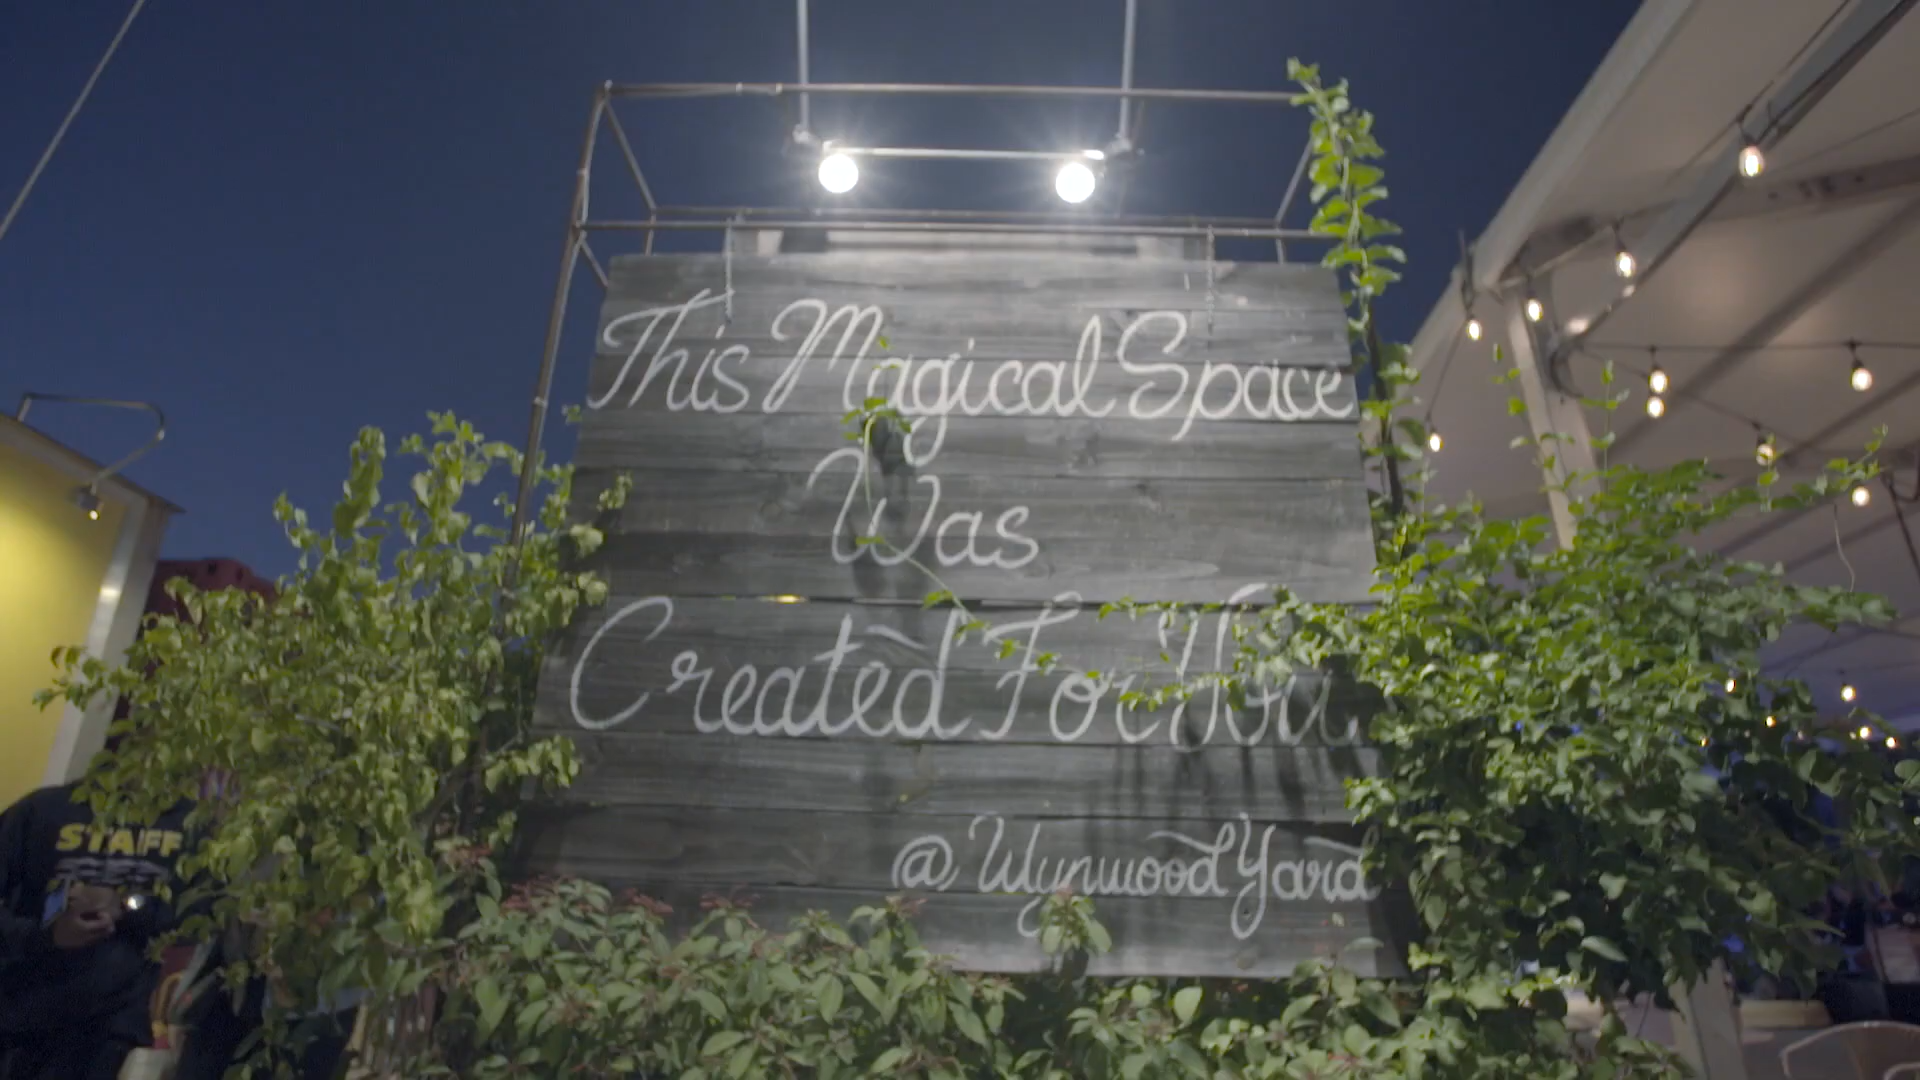 This Magical Space
Was
Created For You
@WynwoodYard
STAFF